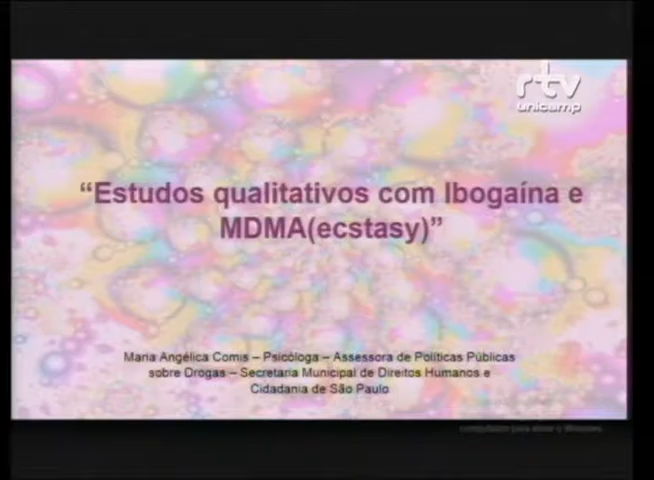 rtv
unicamp
“Estudos qualitativos com Ibogaína e
MDMA(ecstasy)”
Maria Angélica Comis – Psicóloga – Assessora de Políticas Públicas
sobre Drogas – Secretaria Municipal de Direitos Humanos e
Cidadania de São Paulo